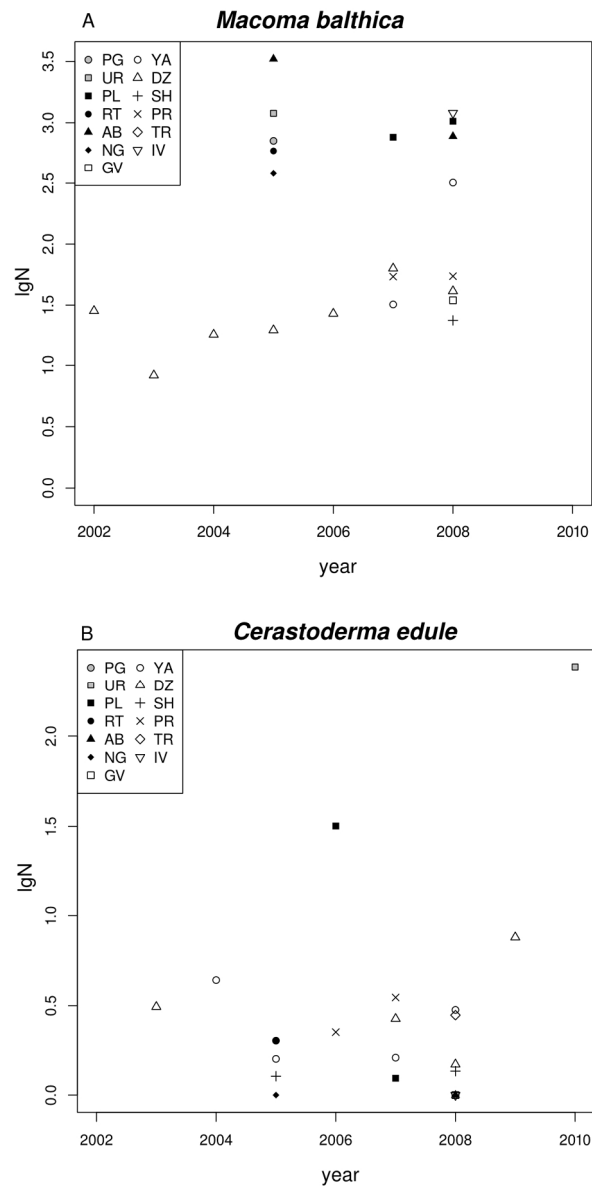 A
Macoma balthica
PG YA
UR DZ
PL SH
RT PR
AB TR
NG IV
GV
lgN
3.5
3.0
2.5
2.0
1.5
1.0
0.5
0.0
2002 2004 2006 2008 2010
year
B
Cerastoderma edule
PG YA
UR DZ
PL SH
RT PR
AB TR
NG IV
GV
lgN
2.0
1.5
1.0
0.5
0.0
2002 2004 2006 2008 2010
year